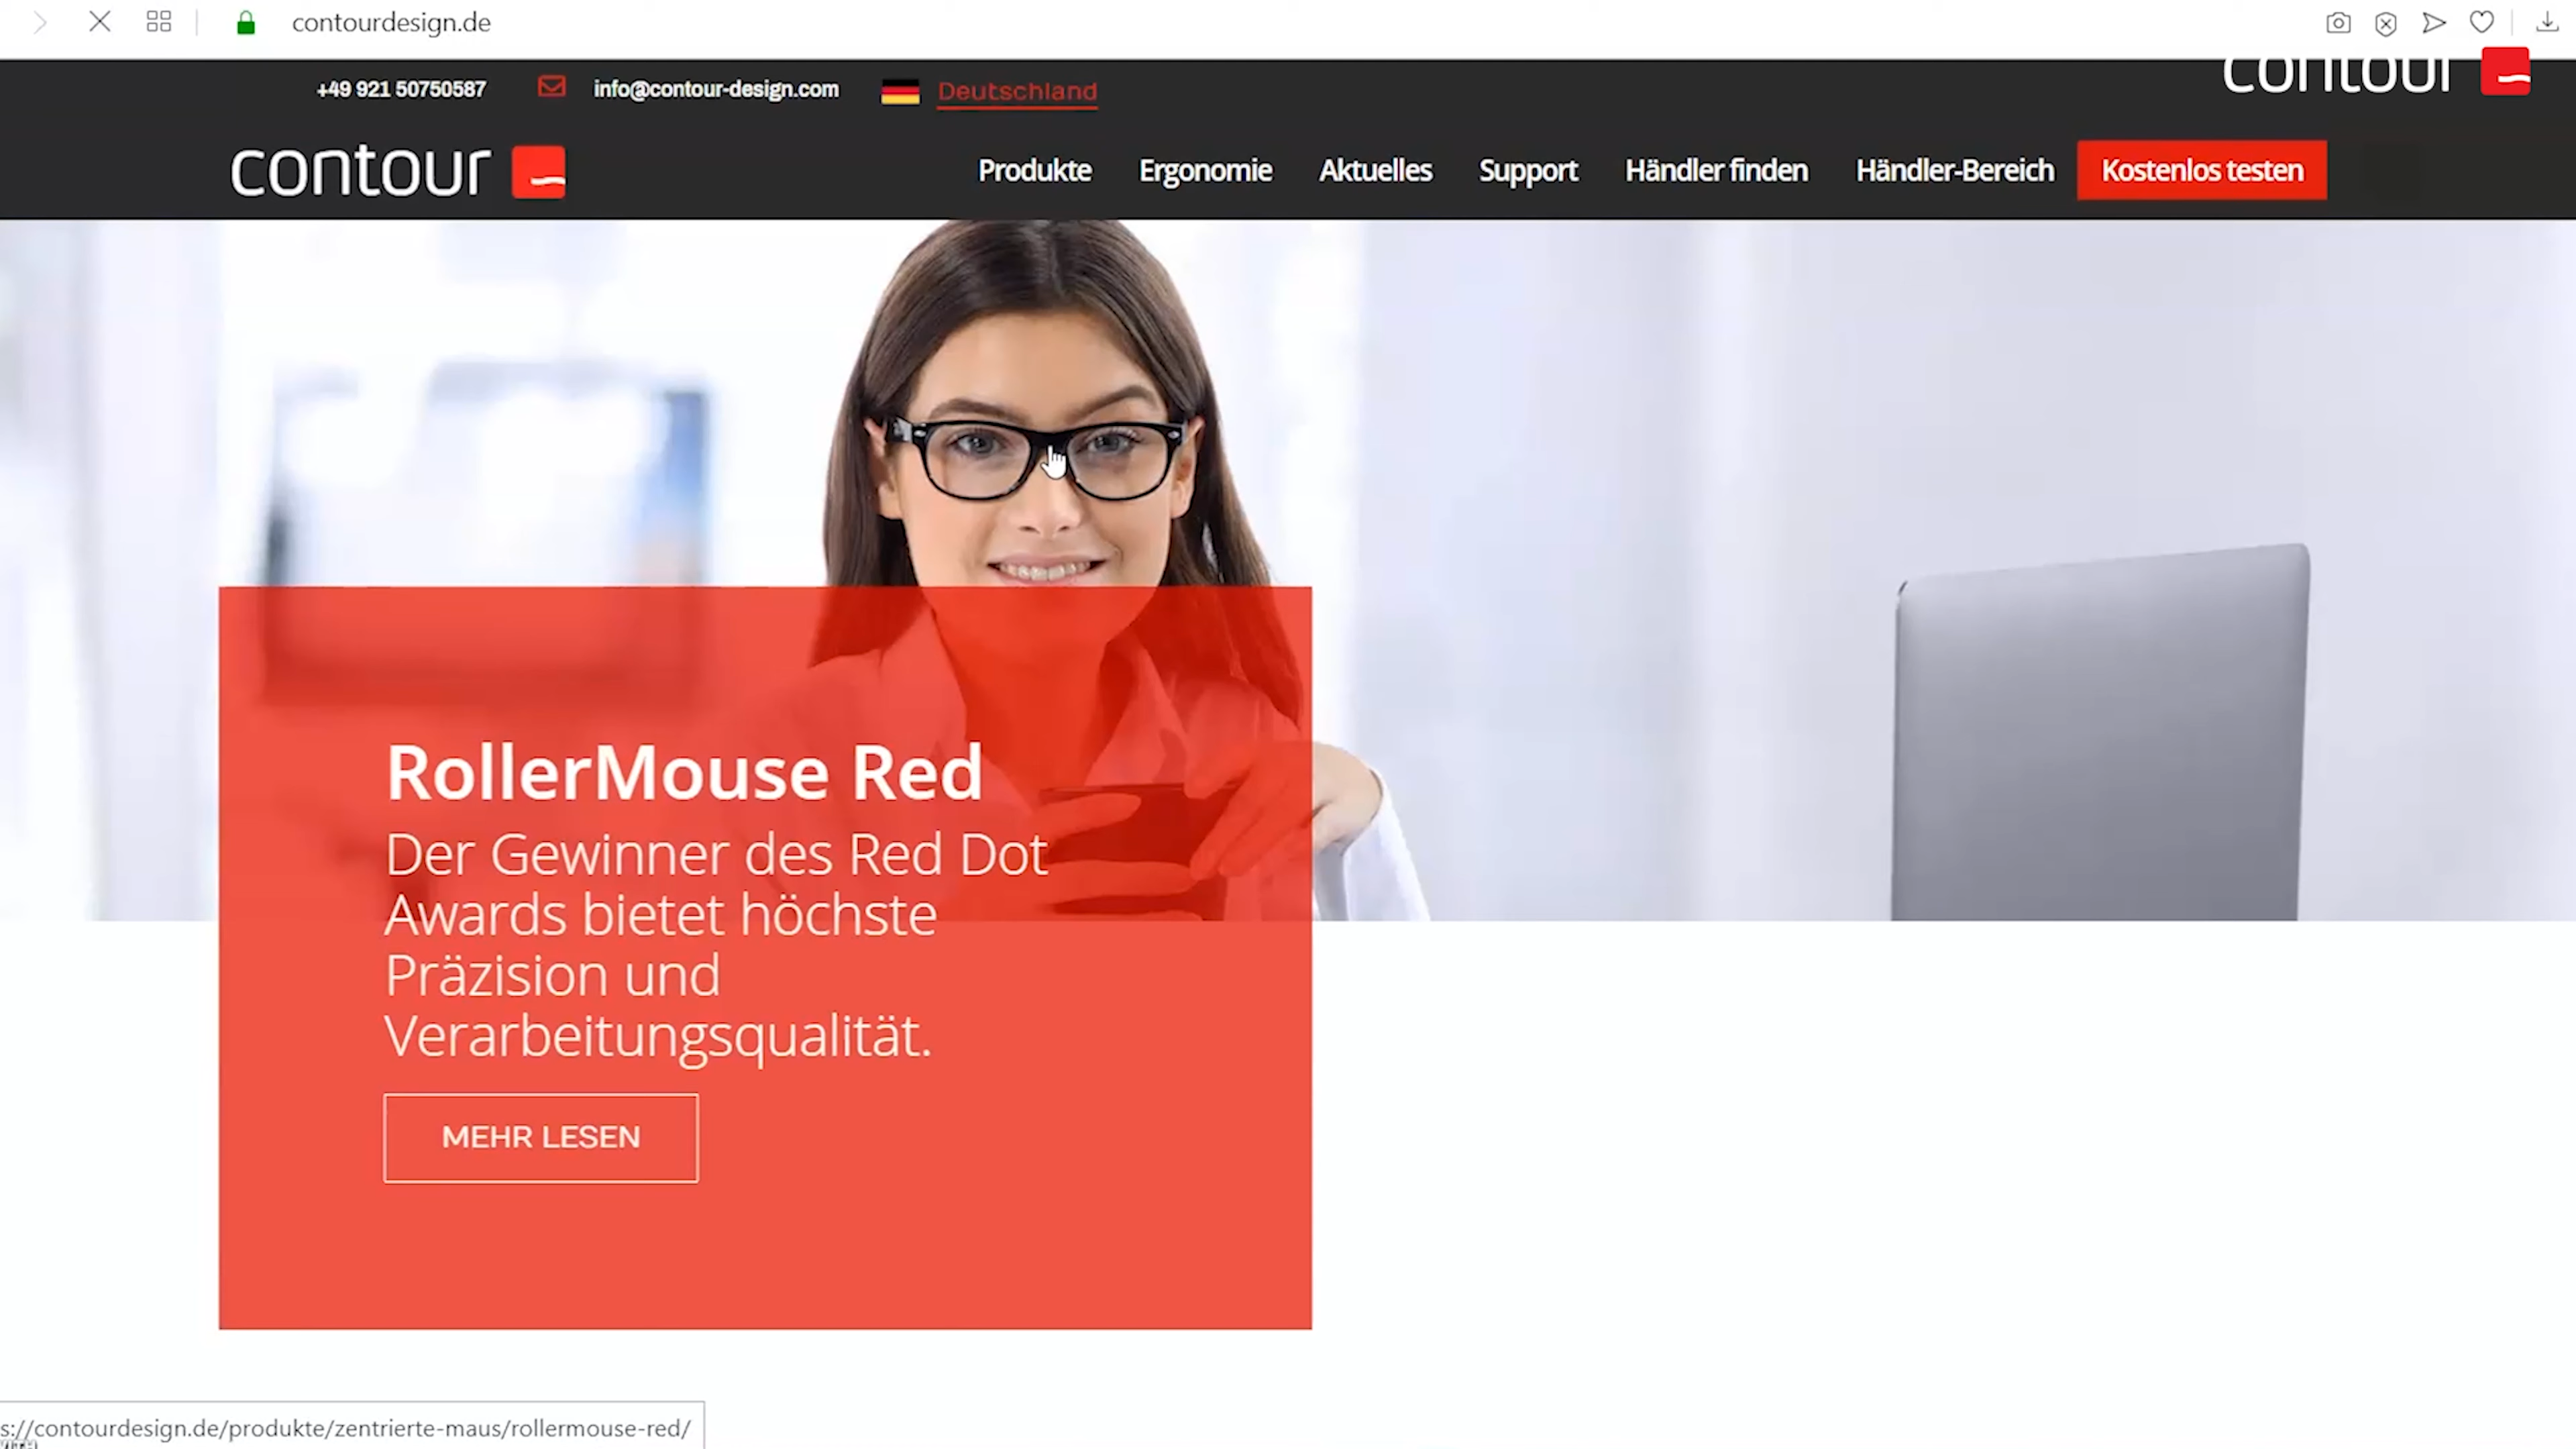 contourdesign.de
+49 921 50750587
info@contour-design.com
Deutschland
contour
contour
Produkte
Ergonomie
Aktuelles
Support
Händler finden
Händler-Bereich
Kostenlos testen
RollerMouse Red
Der Gewinner des Red Dot
Awards bietet höchste
Präzision und
Verarbeitungsqualität.
MEHR LESEN
s://contourdesign.de/produkte/zentrierte-maus/rollermouse-red/